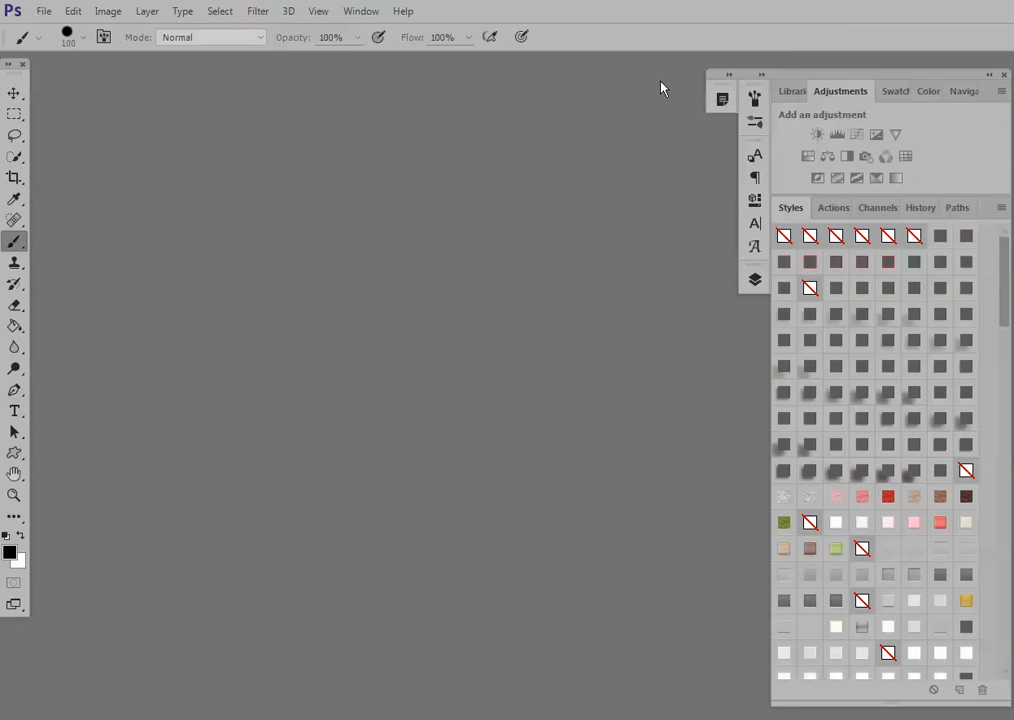 Ps File Edit Image Layer Type Select Filter 3D View Window Help
100 Mode: Normal Opacity: 100% Flow: 100%
Librari Adjustments Swatch Color Naviga
Add an adjustment
Styles Actions Channels History Paths